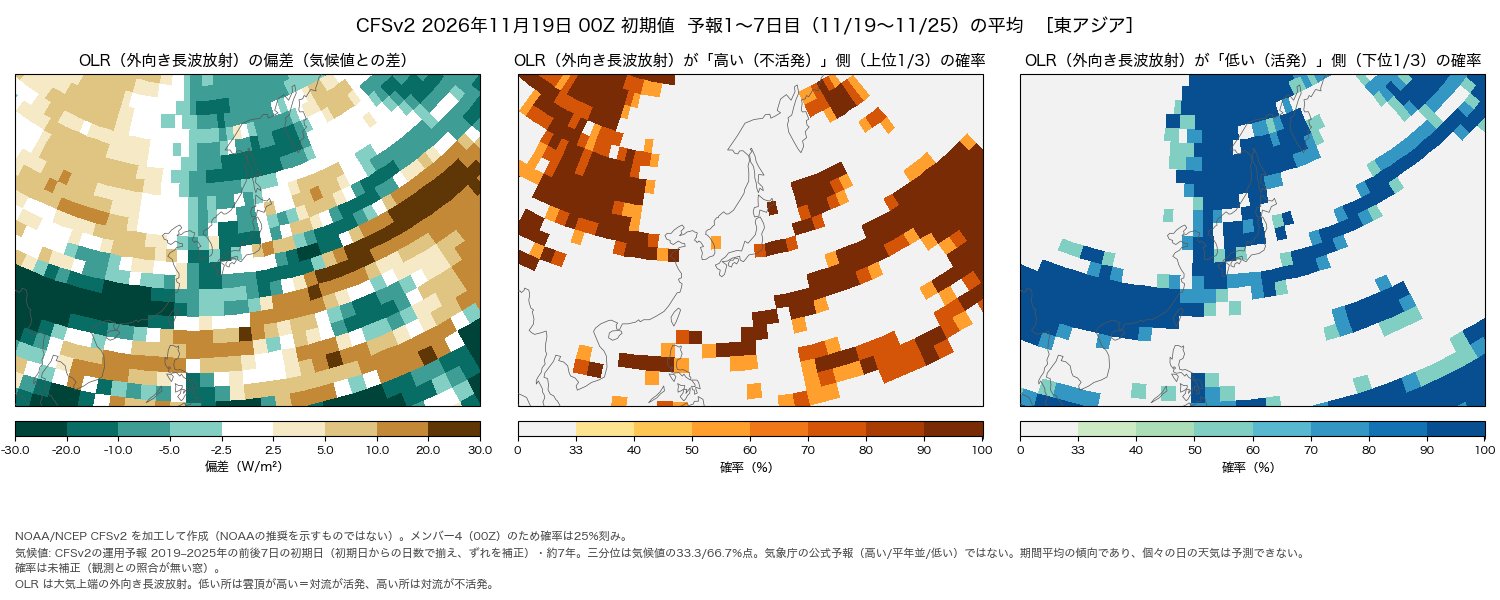 CFSv2 2026年11月19日 00Z 初期値 予報1〜7日目（11/19〜11/25）の平均 ［東アジア］
OLR（外向き長波放射）の偏差（気候値との差）
OLR（外向き長波放射）が「高い（不活発）」側（上位1/3）の確率
OLR（外向き長波放射）が「低い（活発）」側（下位1/3）の確率
-30.0 -20.0 -10.0 -5.0 -2.5 2.5 5.0 10.0 20.0 30.0
偏差（W/m²）
0 33 40 50 60 70 80 90 100
確率（%）
0 33 40 50 60 70 80 90 100
確率（%）
NOAA/NCEP CFSv2 を加工して作成（NOAAの推奨を示すものではない）。メンバー4（00Z）のため確率は25%刻み。
気候値: CFSv2の運用予報 2019–2025年の前後7日の初期日（初期日からの日数で揃え、ずれを補正）・約7年。三分位は気候値の33.3/66.7%点。気象庁の公式予報（高い/平年並/低い）ではない。期間平均の傾向であり、個々の日の天気は予測できない。
確率は未補正（観測との照合が無い窓）。
OLR は大気上端の外向き長波放射。低い所は雲頂が高い＝対流が活発、高い所は対流が不活発。